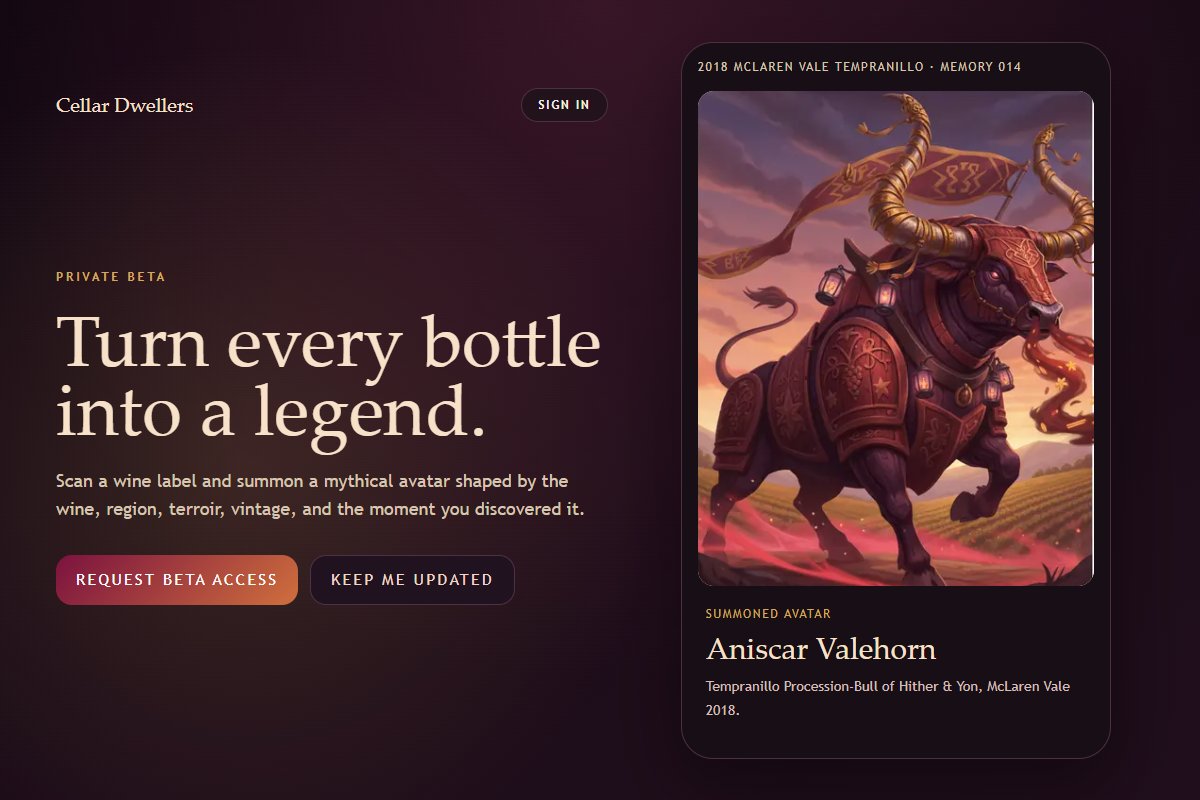 Cellar Dwellers
SIGN IN
PRIVATE BETA
Turn every bottle
into a legend.
Scan a wine label and summon a mythical avatar shaped by the
wine, region, terroir, vintage, and the moment you discovered it.
REQUEST BETA ACCESS
KEEP ME UPDATED
2018 MCLAREN VALE TEMPRANILLO · MEMORY 014
SUMMONED AVATAR
Aniscar Valehorn
Tempranillo Procession-Bull of Hither & Yon, McLaren Vale
2018.